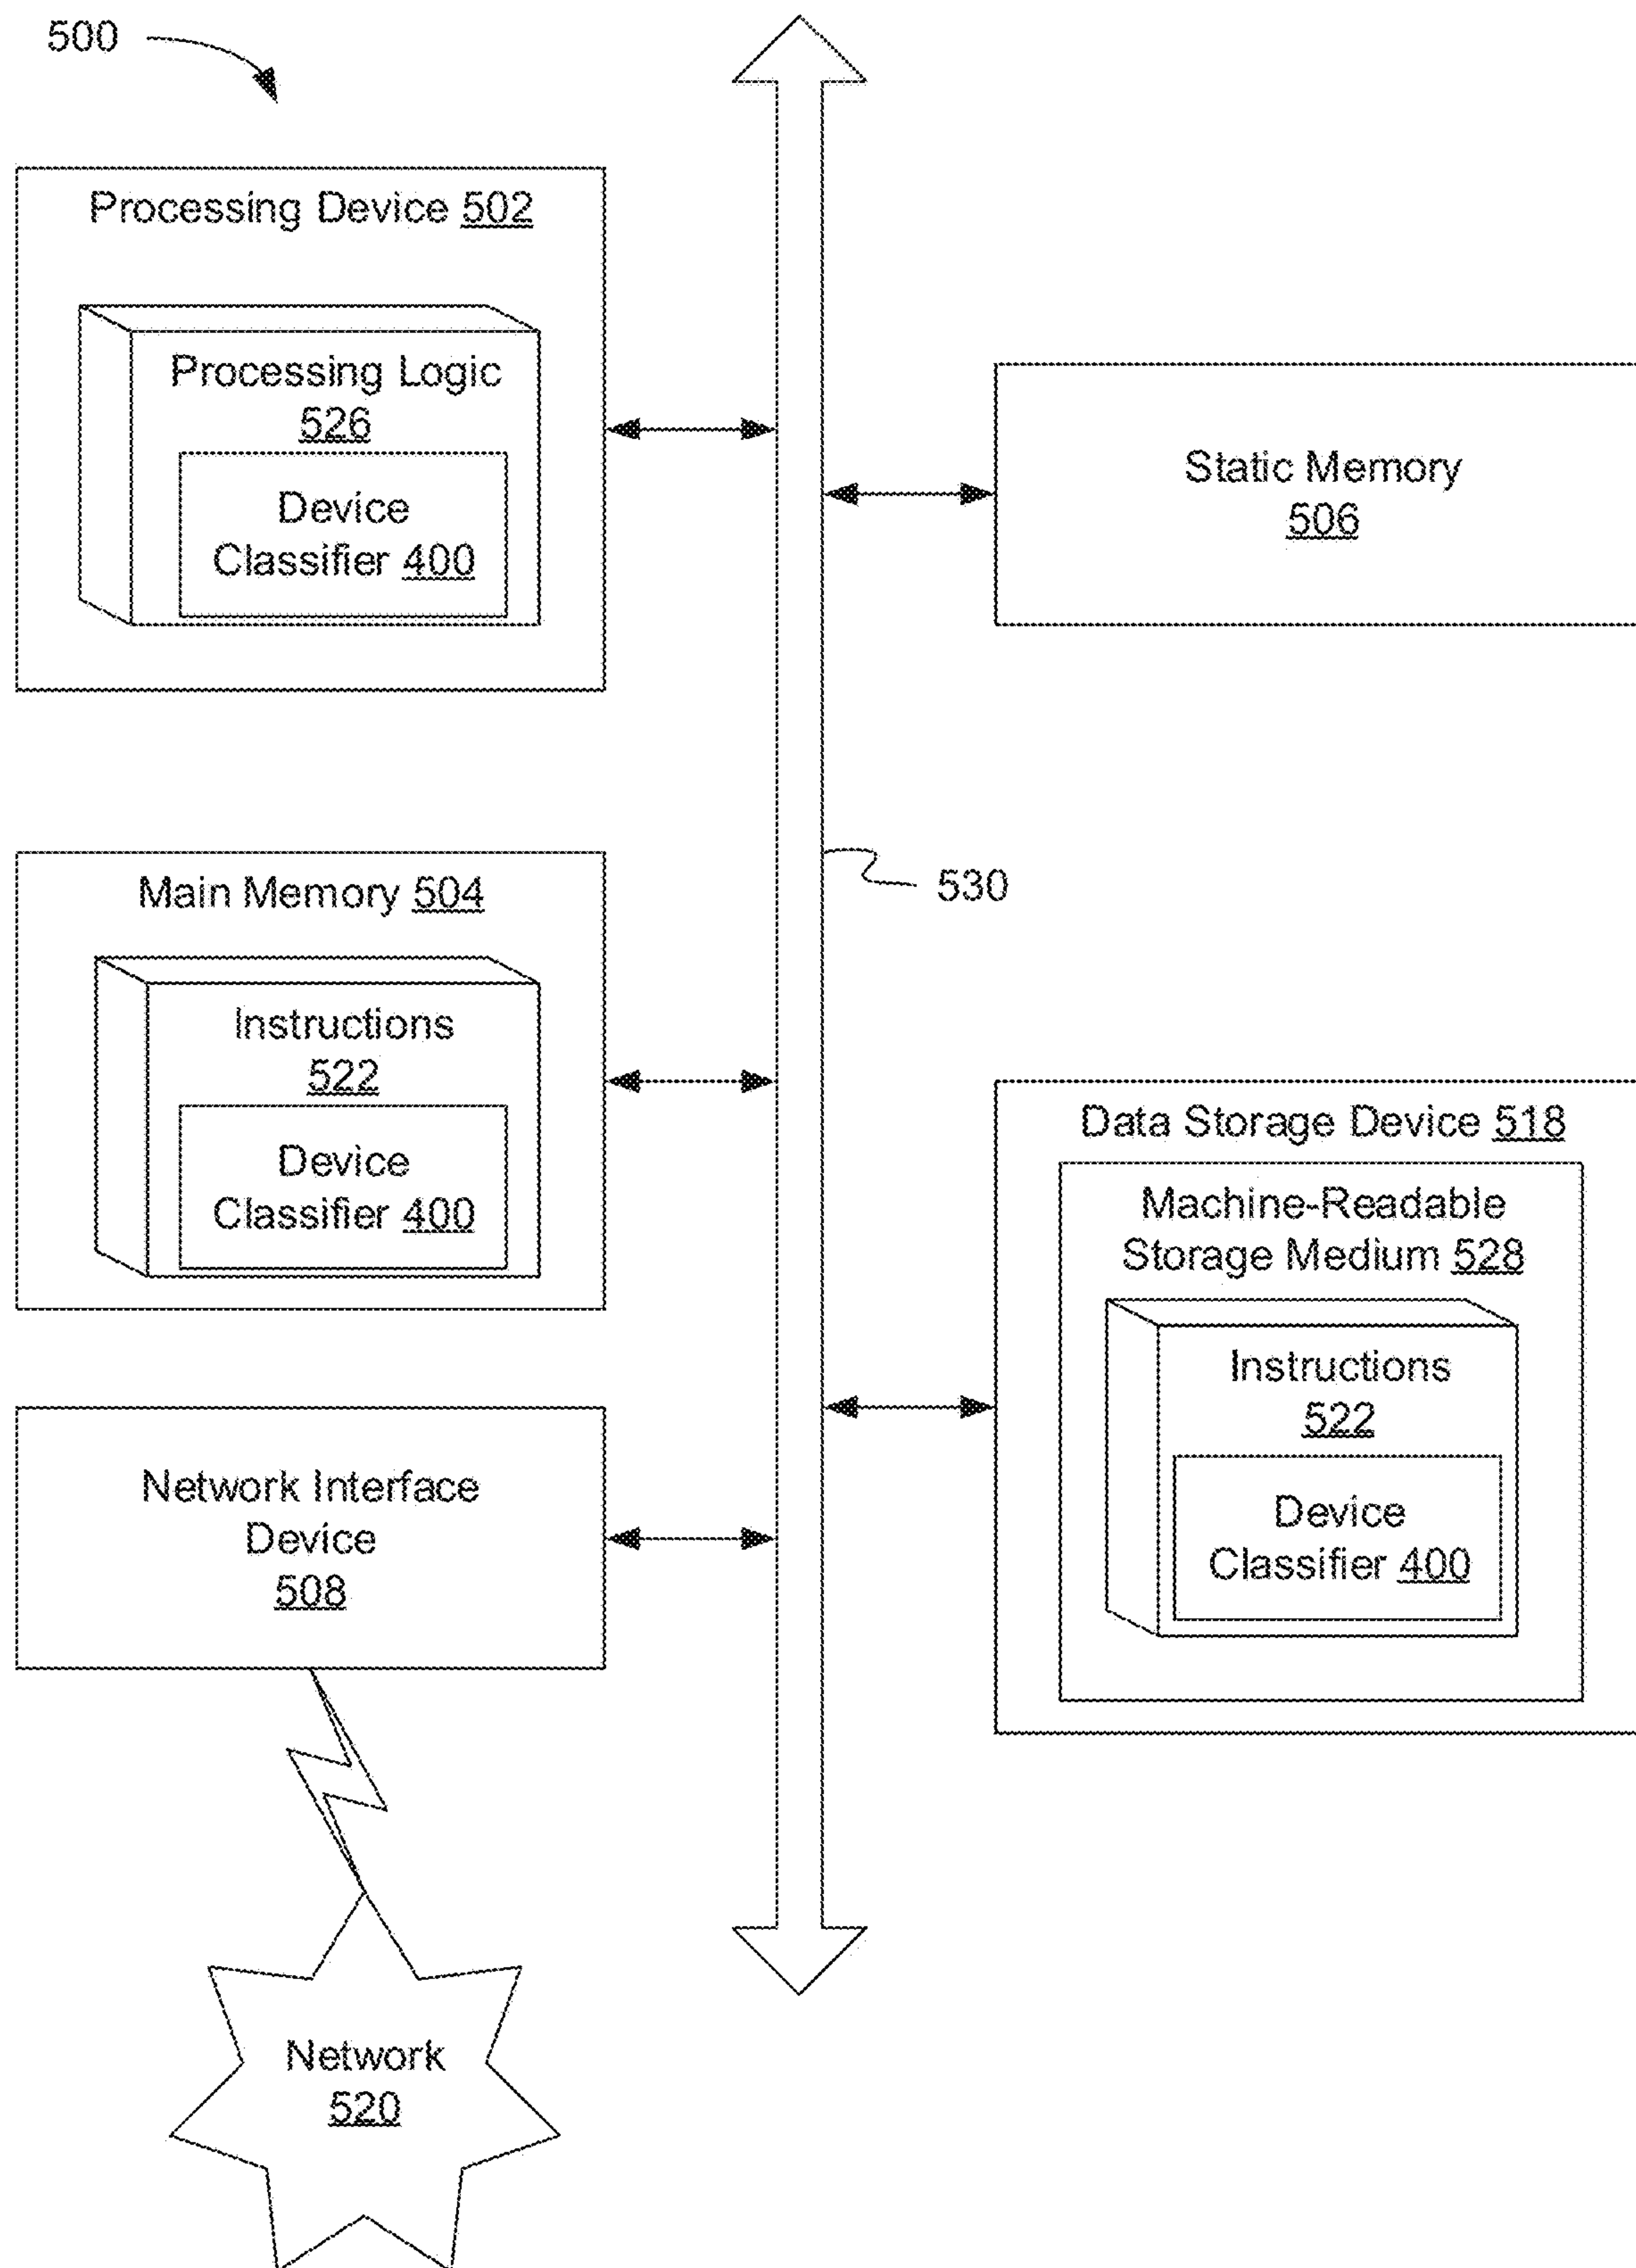 500
Processing Device 502
Processing Logic
526
Device
Classifier 400
Static Memory
506
Main Memory 504
530
Instructions
522
Device
Classifier 400
Data Storage Device 518
Machine-Readable
Storage Medium 528
Instructions
522
Device
Classifier 400
Network Interface
Device
508
Network
520